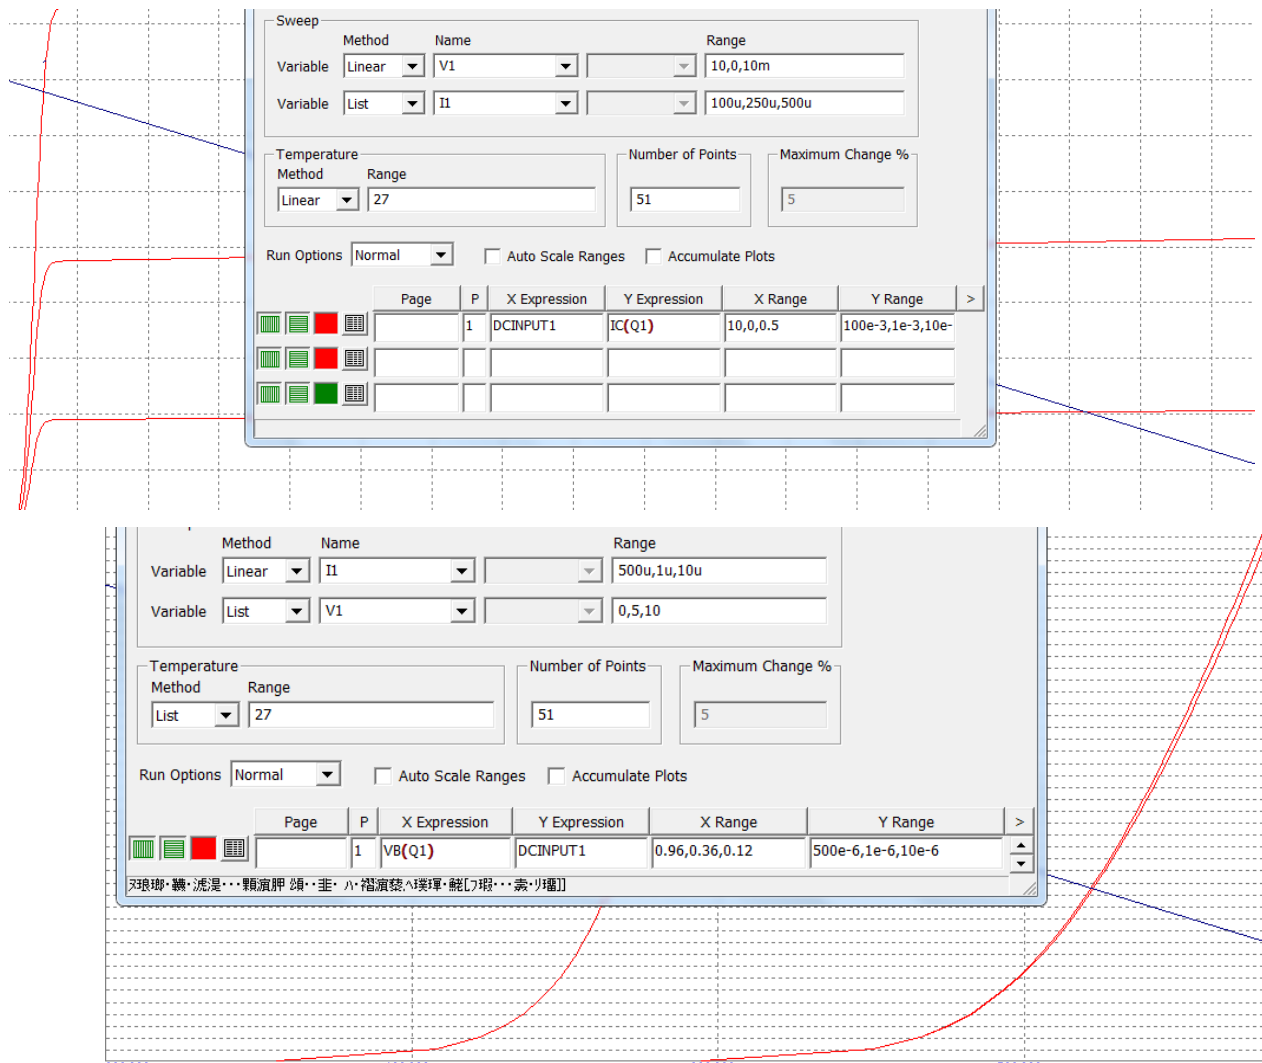 Sweep
Method Name Range
Variable Linear V1 10,0,10m
Variable List I1 100u,250u,500u
Temperature Number of Points Maximum Change %
Method Range
Linear 27 51 5
Run Options Normal Auto Scale Ranges Accumulate Plots
Page P X Expression Y Expression X Range Y Range >
1 DCINPUT1 IC(Q1) 10,0,0.5 100e-3,1e-3,10e-
Method Name Range
Variable Linear I1 500u,1u,10u
Variable List V1 0,5,10
Temperature Number of Points Maximum Change %
Method Range
List 27 51 5
Run Options Normal Auto Scale Ranges Accumulate Plots
Page P X Expression Y Expression X Range Y Range >
1 VB(Q1) DCINPUT1 0.96,0.36,0.12 500e-6,1e-6,10e-6